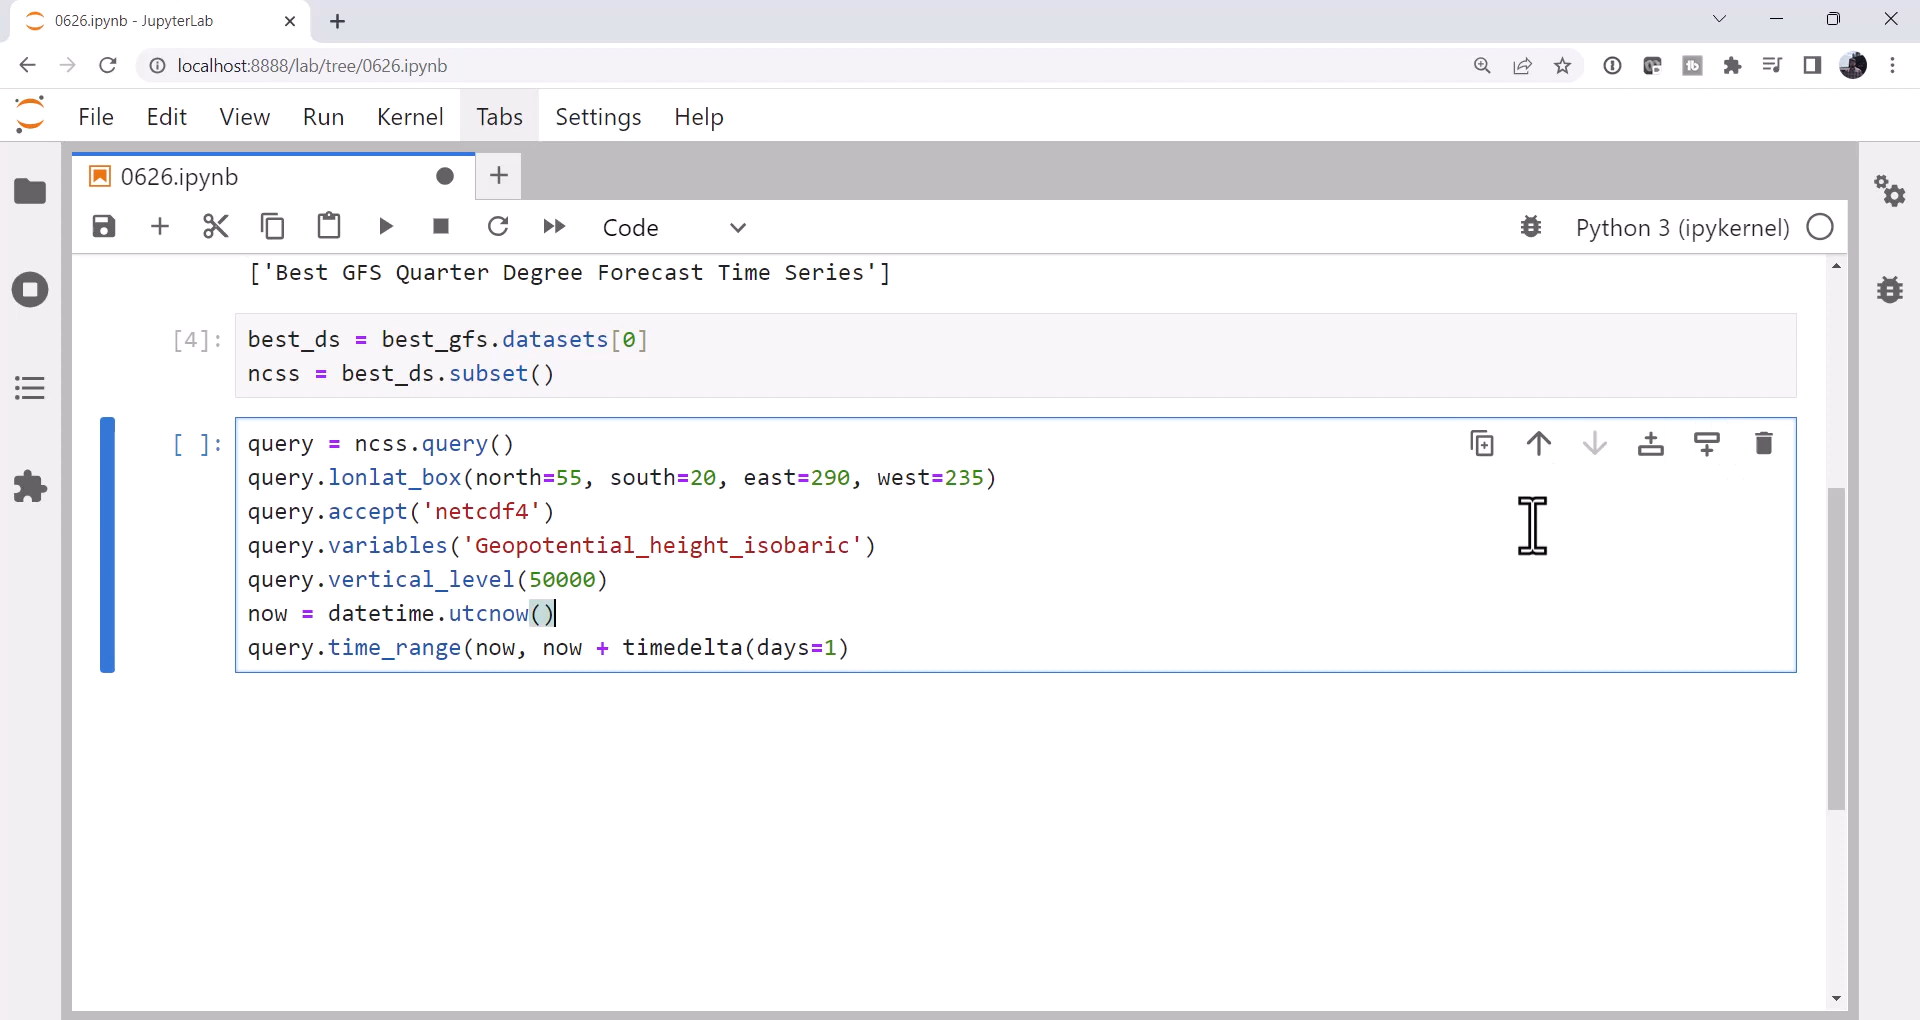 0626.ipynb - JupyterLab
localhost:8888/lab/tree/0626.ipynb
File Edit View Run Kernel Tabs Settings Help
0626.ipynb
Code Python 3 (ipykernel)
['Best GFS Quarter Degree Forecast Time Series']
[4]: best_ds = best_gfs.datasets[0]
ncss = best_ds.subset()
[ ]: query = ncss.query()
query.lonlat_box(north=55, south=20, east=290, west=235)
query.accept('netcdf4')
query.variables('Geopotential_height_isobaric')
query.vertical_level(50000)
now = datetime.utcnow()
query.time_range(now, now + timedelta(days=1)